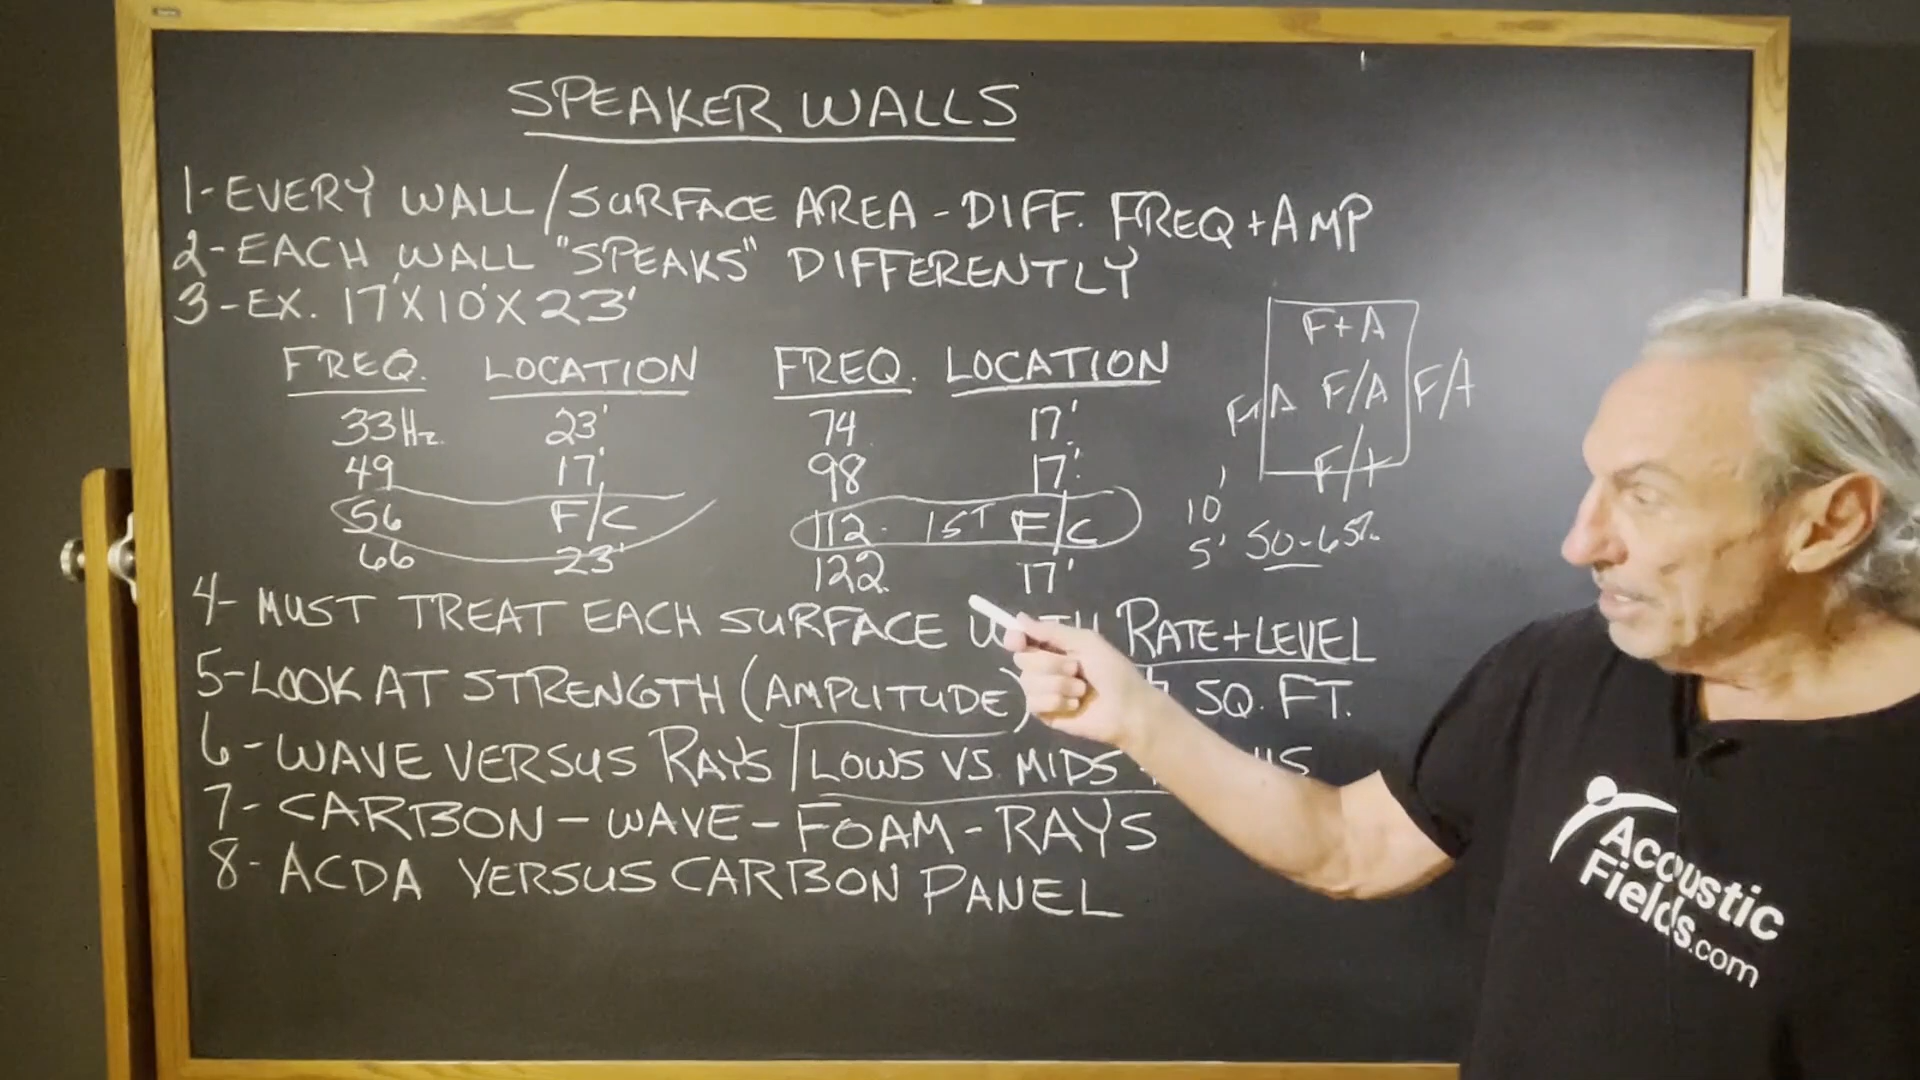 SPEAKER WALLS
1-EVERY WALL/SURFACE AREA-DIFF. FREQ+AMP
2-EACH WALL "SPEAKS" DIFFERENTLY
3-EX. 17'X10'X23'
FREQ. LOCATION FREQ. LOCATION
33Hz. 23' 74 17'
49 17' 98 17'
56 F/C 112 1ST F/C
66 23' 122 17'
F+A
F/A F/A
F/A
10'
5' 50-65%
4-MUST TREAT EACH SURFACE WITH RATE+LEVEL
5-LOOK AT STRENGTH (AMPLITUDE) SQ. FT.
6-WAVE VERSUS RAYS/LOWS VS. MIDS
7-CARBON-WAVE-FOAM-RAYS
8-ACDA VERSUS CARBON PANEL
Acoustic
Fields.com